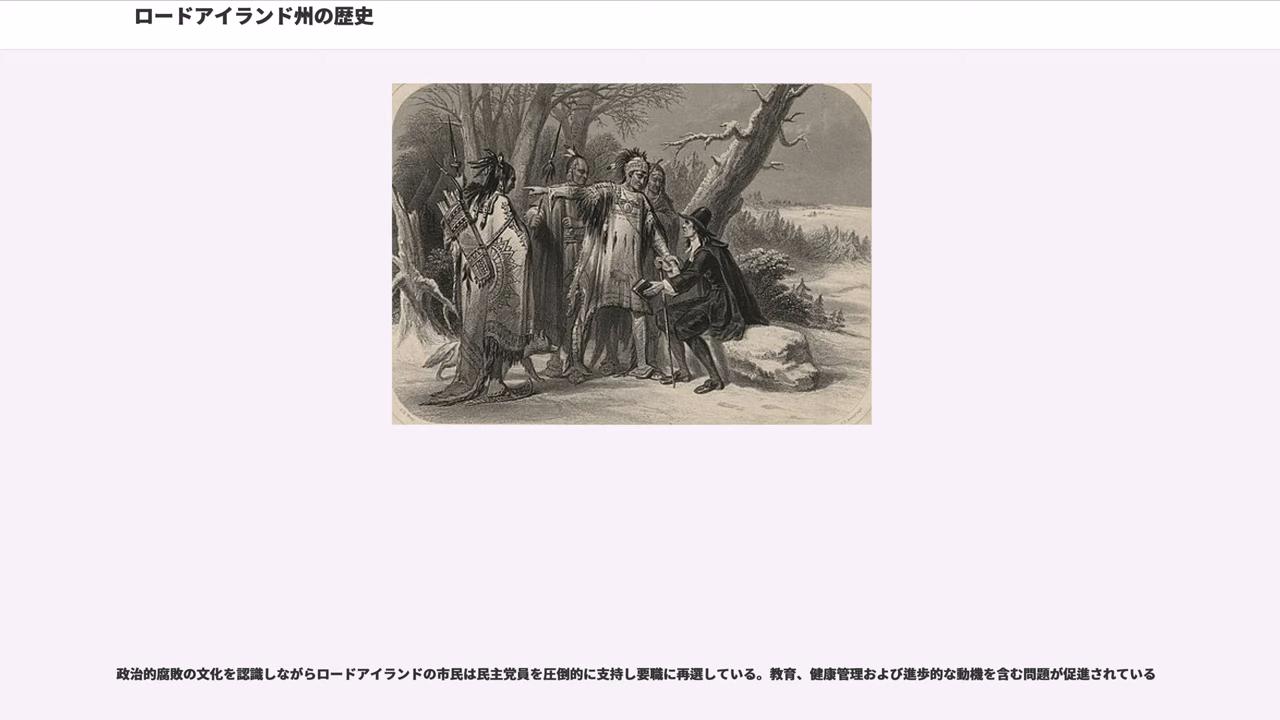 ロードアイランド州の歴史
政治的腐敗の文化を認識しながらロードアイランドの市民は民主党員を圧倒的に支持し要職に再選している。教育、健康管理および進歩的な動機を含む問題が促進されている